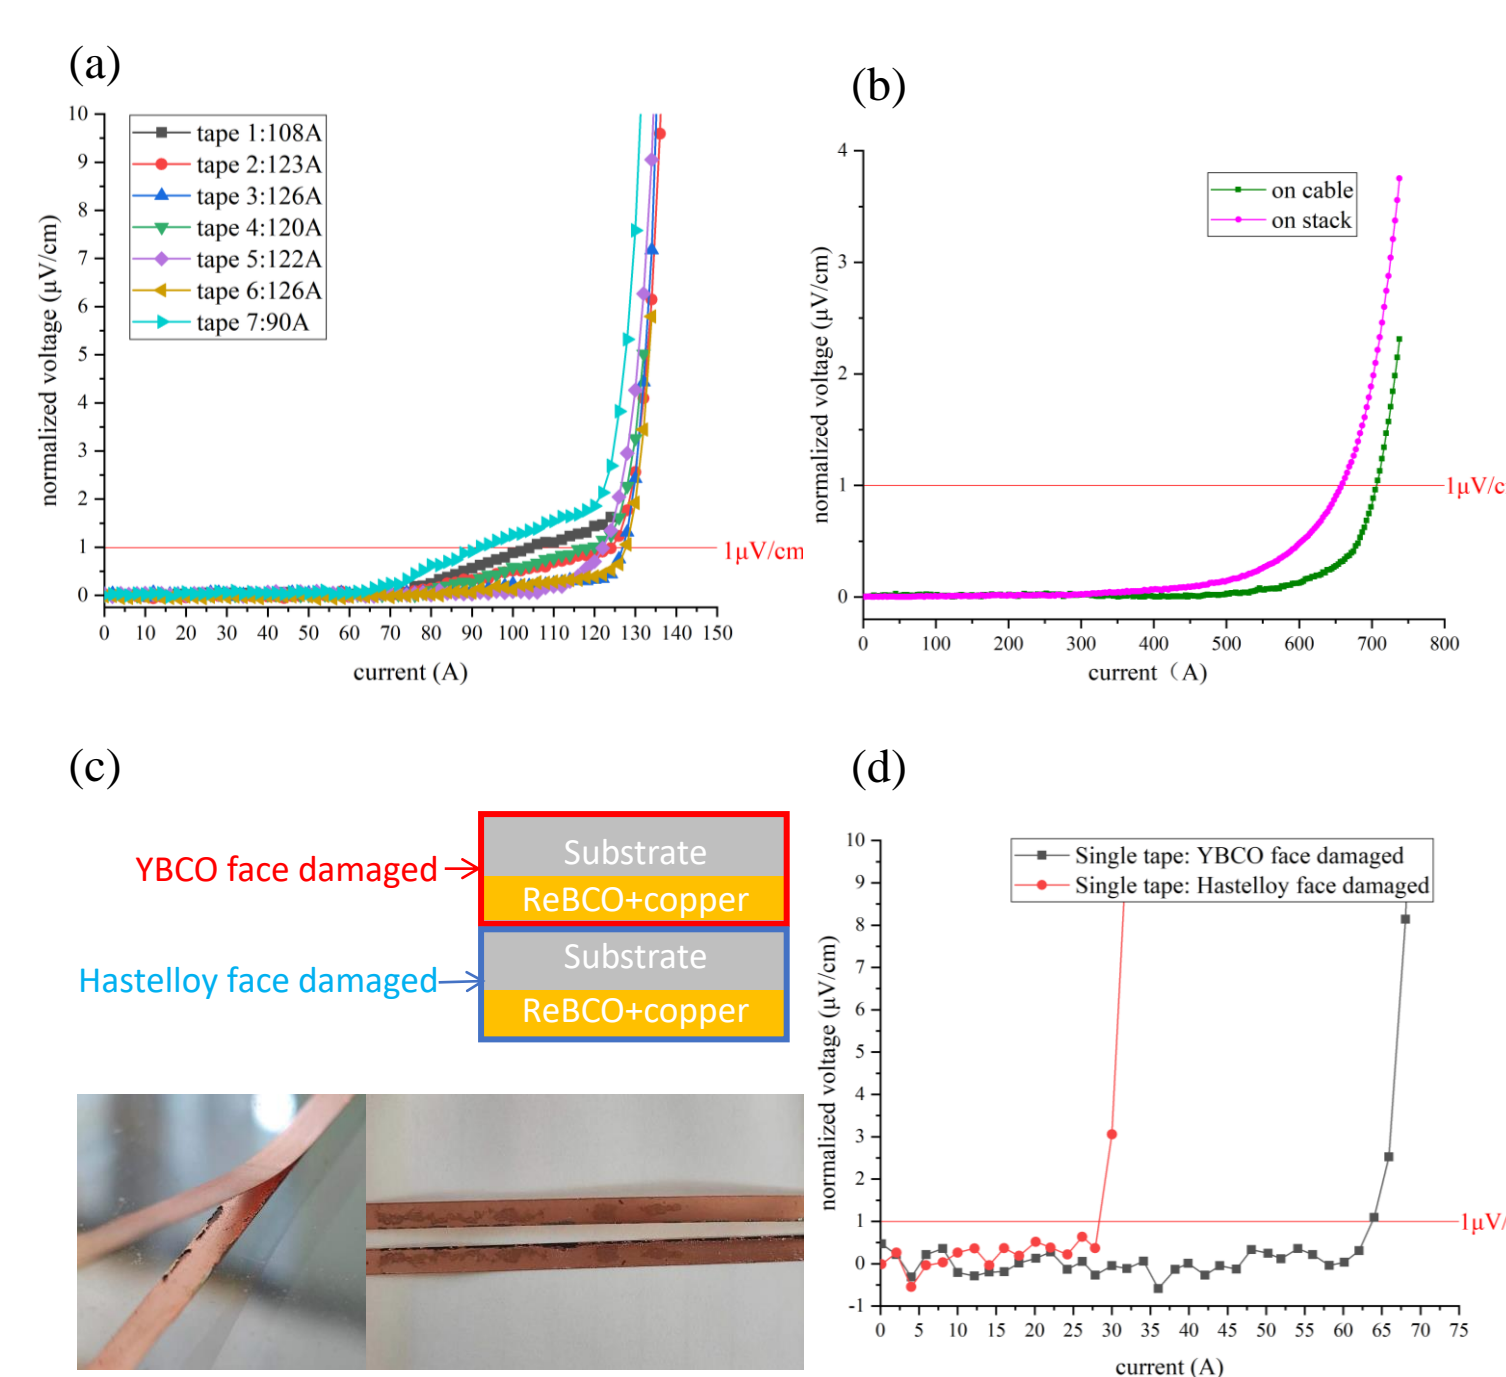 (a)
10
9
8
7
6
5
4
3
2
1
0
normalized voltage (μV/cm)
tape 1:108A
tape 2:123A
tape 3:126A
tape 4:120A
tape 5:122A
tape 6:126A
tape 7:90A
1μV/cm
0 10 20 30 40 50 60 70 80 90 100 110 120 130 140 150
current (A)
(b)
4
3
2
1
0
normalized voltage (μV/cm)
on cable
on stack
1μV/c
0 100 200 300 400 500 600 700 800
current（A）
(c)
YBCO face damaged
Substrate
ReBCO+copper
Hastelloy face damaged
Substrate
ReBCO+copper
(d)
10
9
8
7
6
5
4
3
2
1
0
-1
normalized voltage (μV/cm)
Single tape: YBCO face damaged
Single tape: Hastelloy face damaged
1μV/
0 5 10 15 20 25 30 35 40 45 50 55 60 65 70 75
current (A)